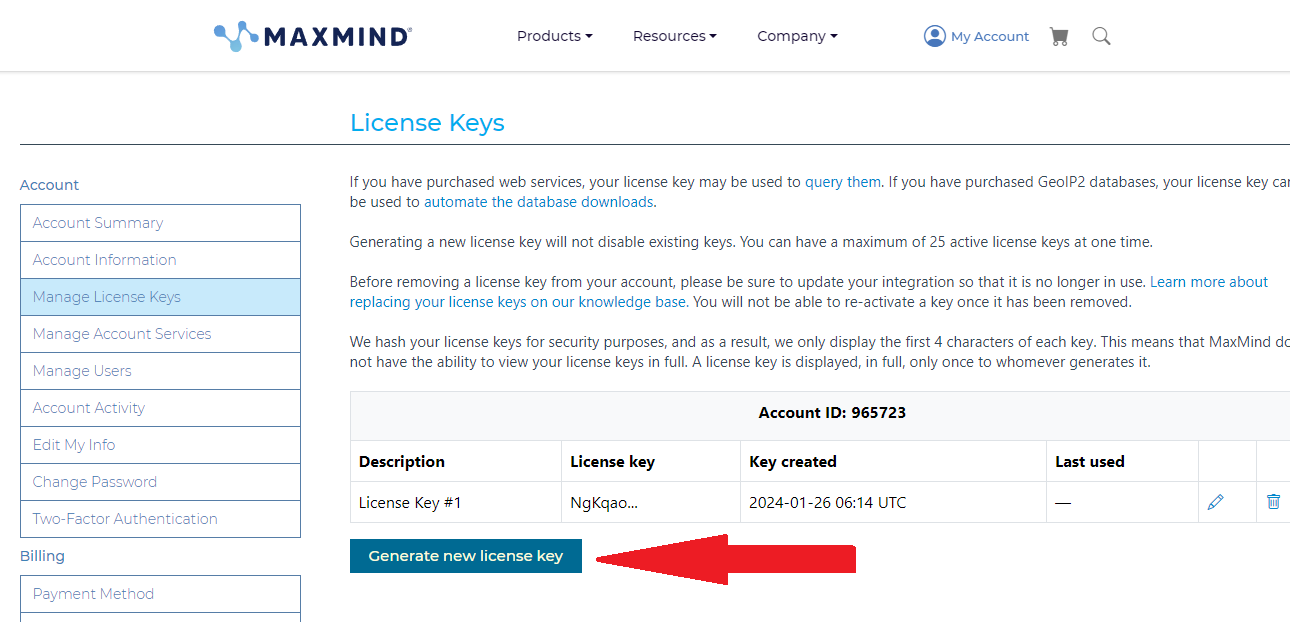 MAXMIND®
Products
Resources
Company
My Account
License Keys
Account
Account Summary
Account Information
Manage License Keys
Manage Account Services
Manage Users
Account Activity
Edit My Info
Change Password
Two-Factor Authentication
Billing
Payment Method
If you have purchased web services, your license key may be used to query them. If you have purchased GeoIP2 databases, your license key can
be used to automate the database downloads.
Generating a new license key will not disable existing keys. You can have a maximum of 25 active license keys at one time.
Before removing a license key from your account, please be sure to update your integration so that it is no longer in use. Learn more about
replacing your license keys on our knowledge base. You will not be able to re-activate a key once it has been removed.
We hash your license keys for security purposes, and as a result, we only display the first 4 characters of each key. This means that MaxMind do
not have the ability to view your license keys in full. A license key is displayed, in full, only once to whomever generates it.
Account ID: 965723
Description License key Key created Last used
License Key #1 NgKqao... 2024-01-26 06:14 UTC —
Generate new license key